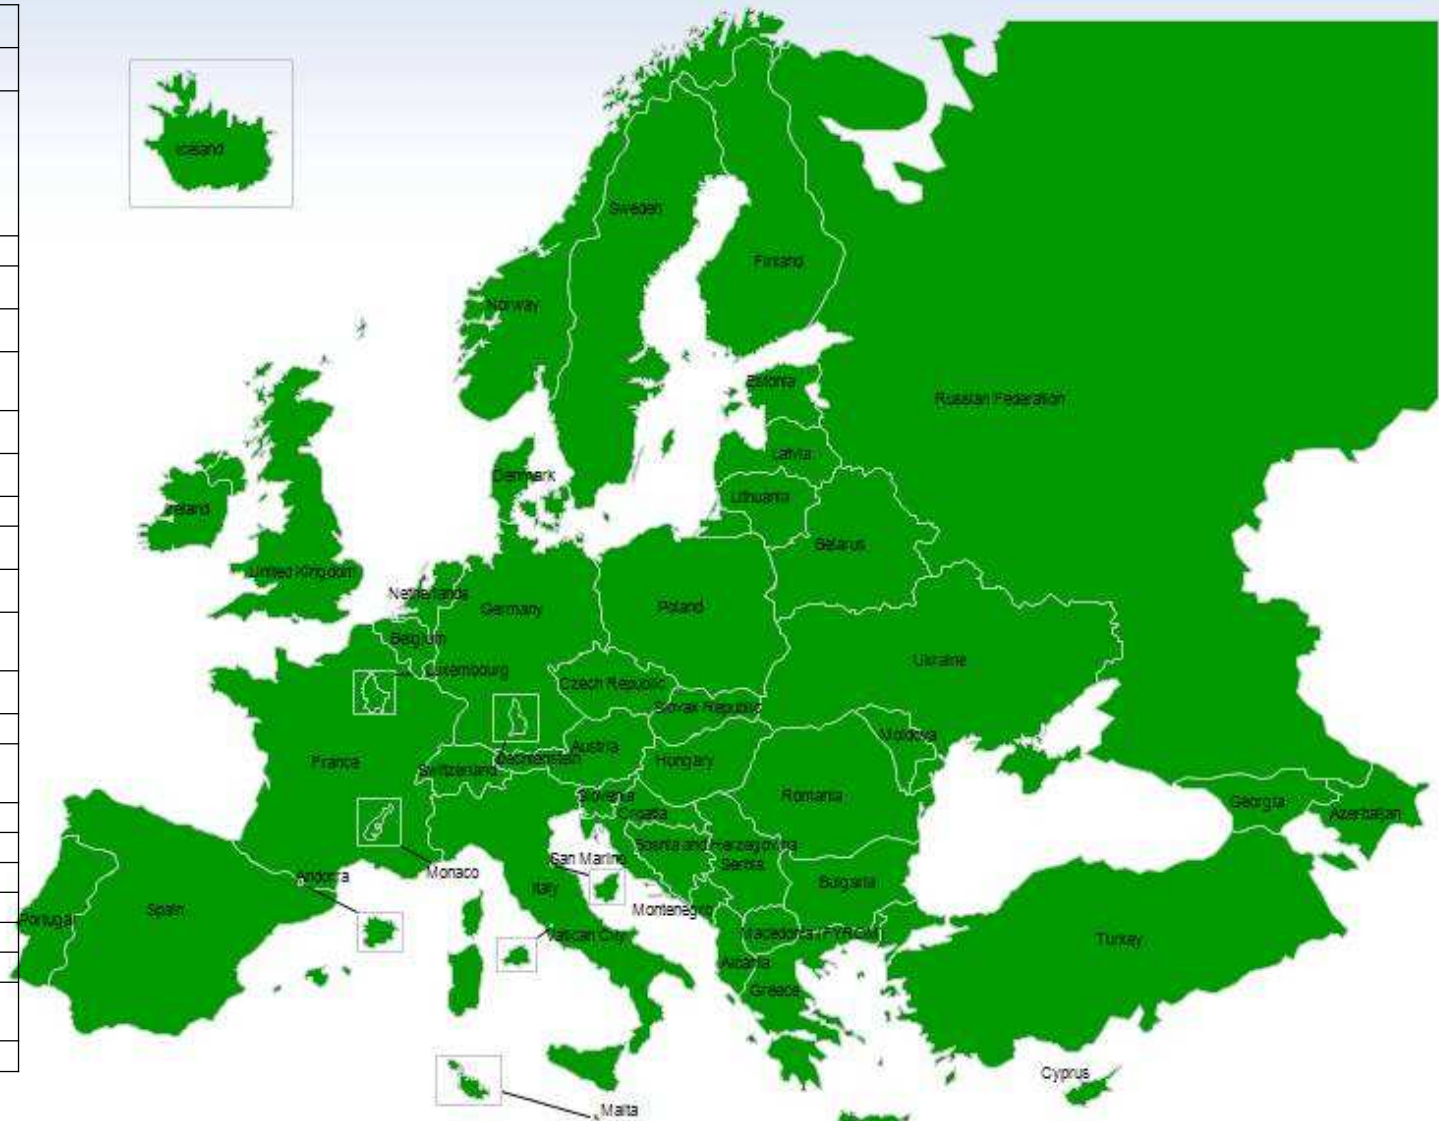 Iceland
Sweden
Finland
Norway
Estonia
Russian Federation
Latvia
Denmark
Lithuania
Ireland
Belarus
United Kingdom
Netherlands
Germany
Poland
Belgium
Ukraine
Luxembourg
Czech Republic
Slovak Republic
Moldova
Austria
France
Liechtenstein
Hungary
Switzerland
Slovenia
Romania
Georgia
Croatia
Azerbaijan
Bosnia and Herzegovina
San Marino
Serbia
Monaco
Andorra
Bulgaria
Italy
Spain
Montenegro
Portugal
Vatican City
Macedonia (FYROM)
Turkey
Albania
Greece
Cyprus
Malta